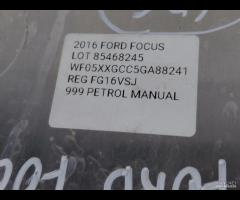 2016 FORD FOCUS
LOT 85468245
WF05XXGCC5GA88241
REG FG16VSJ
999 PETROL MANUAL